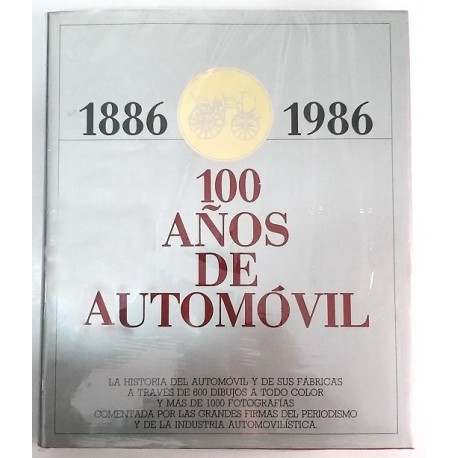 1886 1986
100
AÑOS
DE
AUTOMÓVIL
LA HISTORIA DEL AUTOMÓVIL Y DE SUS FÁBRICAS
A TRAVÉS DE 600 DIBUJOS A TODO COLOR
Y MÁS DE 1000 FOTOGRAFÍAS
COMENTADA POR LAS GRANDES FIRMAS DEL PERIODISMO
Y DE LA INDUSTRIA AUTOMOVILÍSTICA.